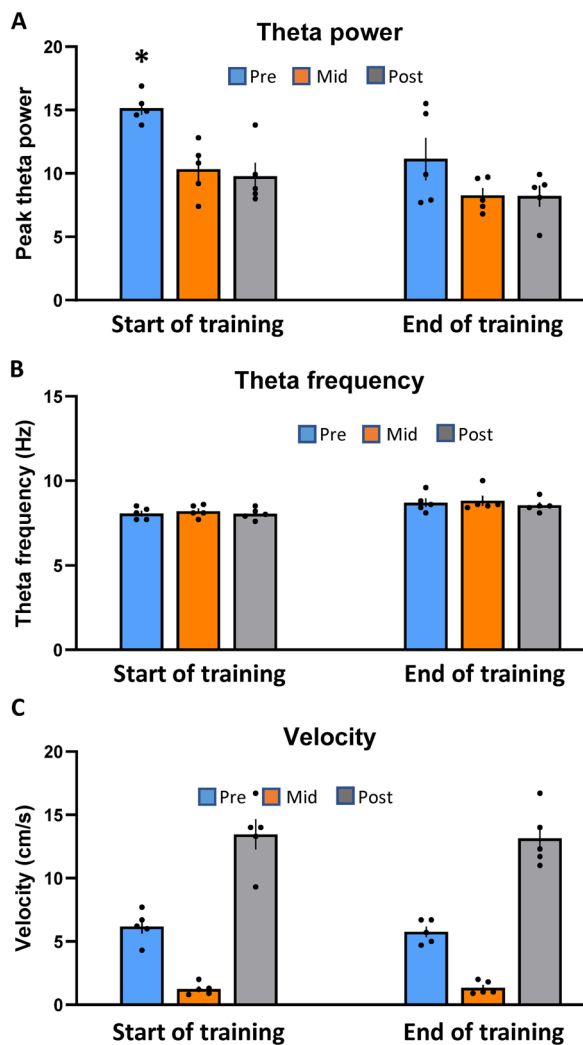 A
Theta power
*
Pre Mid Post
Peak theta power
20
15
10
5
0
Start of training End of training
B
Theta frequency
Pre Mid Post
Theta frequency (Hz)
15
10
5
0
Start of training End of training
C
Velocity
Pre Mid Post
Velocity (cm/s)
20
15
10
5
0
Start of training End of training